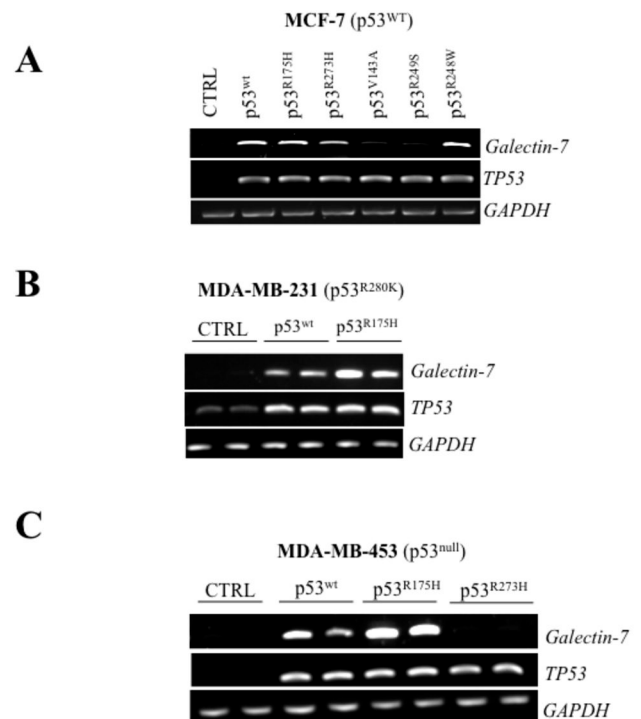 MCF-7 (p53WT)
A
CTRL
p53wt
p53R175H
p53R273H
p53V143A
p53R249S
p53R248W
Galectin-7
TP53
GAPDH
B
MDA-MB-231 (p53R280K)
CTRL p53wt p53R175H
Galectin-7
TP53
GAPDH
C
MDA-MB-453 (p53null)
CTRL p53wt p53R175H p53R273H
Galectin-7
TP53
GAPDH